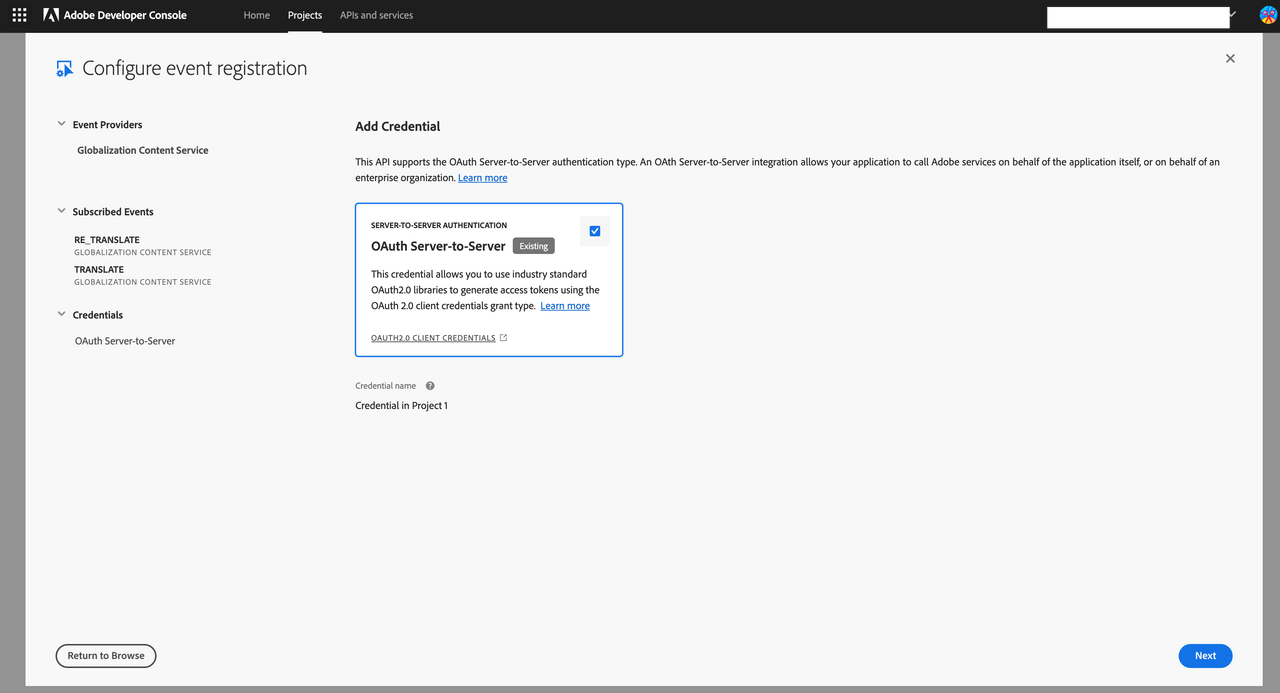 Adobe Developer Console
Home
Projects
APIs and services
Configure event registration
Event Providers
Globalization Content Service
Subscribed Events
RE_TRANSLATE
GLOBALIZATION CONTENT SERVICE
TRANSLATE
GLOBALIZATION CONTENT SERVICE
Credentials
OAuth Server-to-Server
Add Credential
This API supports the OAuth Server-to-Server authentication type. An OAth Server-to-Server integration allows your application to call Adobe services on behalf of the application itself, or on behalf of an
enterprise organization. Learn more
SERVER-TO-SERVER AUTHENTICATION
OAuth Server-to-Server Existing
This credential allows you to use industry standard
OAuth2.0 libraries to generate access tokens using the
OAuth 2.0 client credentials grant type. Learn more
OAUTH2.0 CLIENT CREDENTIALS
Credential name ?
Credential in Project 1
Return to Browse
Next